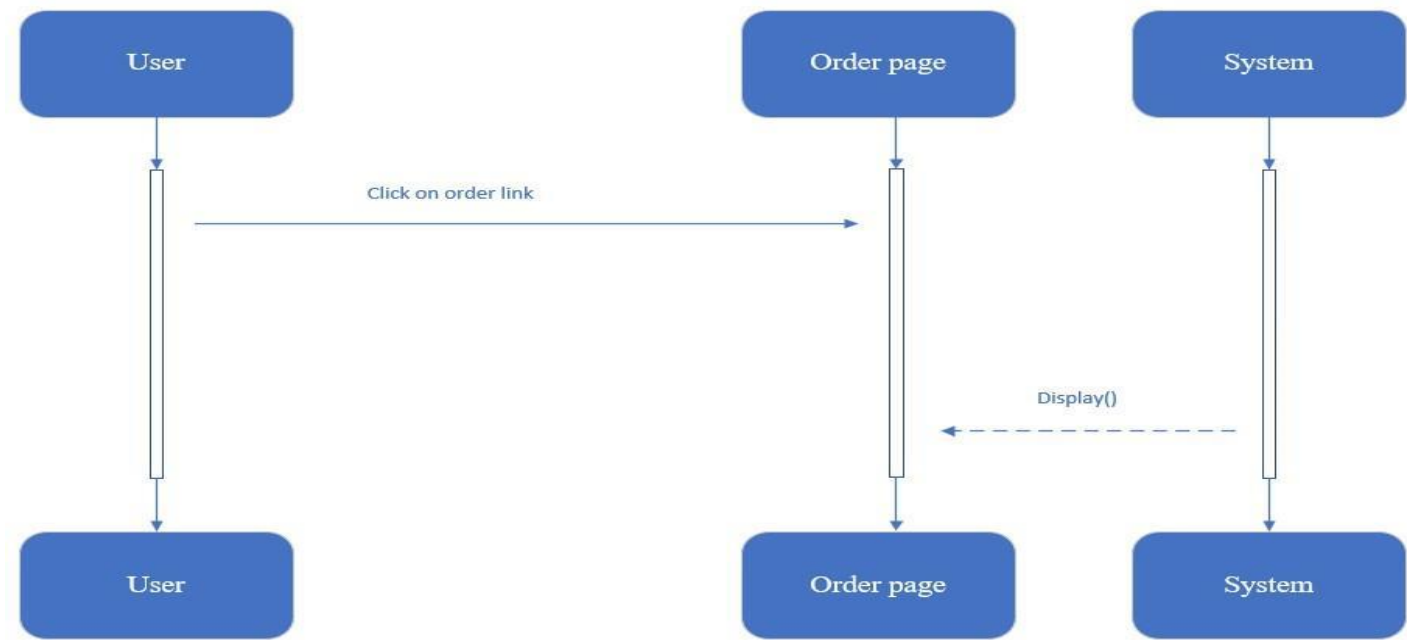 User
Order page
System
Click on order link
Display()
User
Order page
System